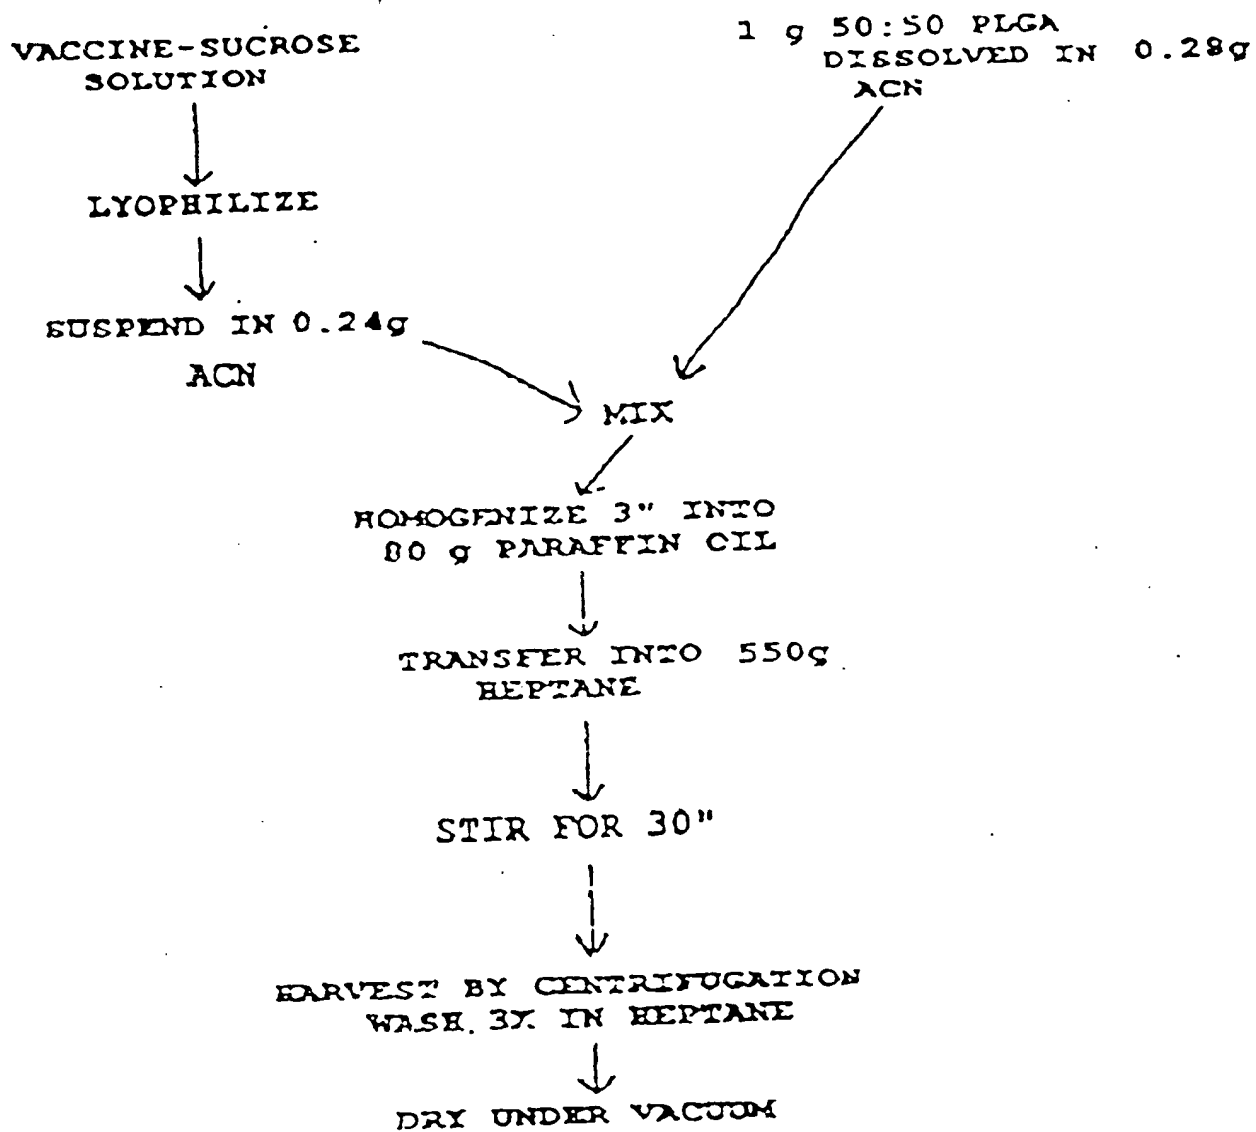 VACCINE-SUCROSE
SOLUTION
1 g 50:50 PLGA
DISSOLVED IN 0.28g
ACN
LYOPHILIZE
SUSPEND IN 0.24g
ACN
MIX
HOMOGENIZE 3" INTO
80 g PARAFFIN OIL
TRANSFER INTO 550g
HEPTANE
STIR FOR 30"
HARVEST BY CENTRIFUGATION
WASH 3X IN HEPTANE
DRY UNDER VACUUM